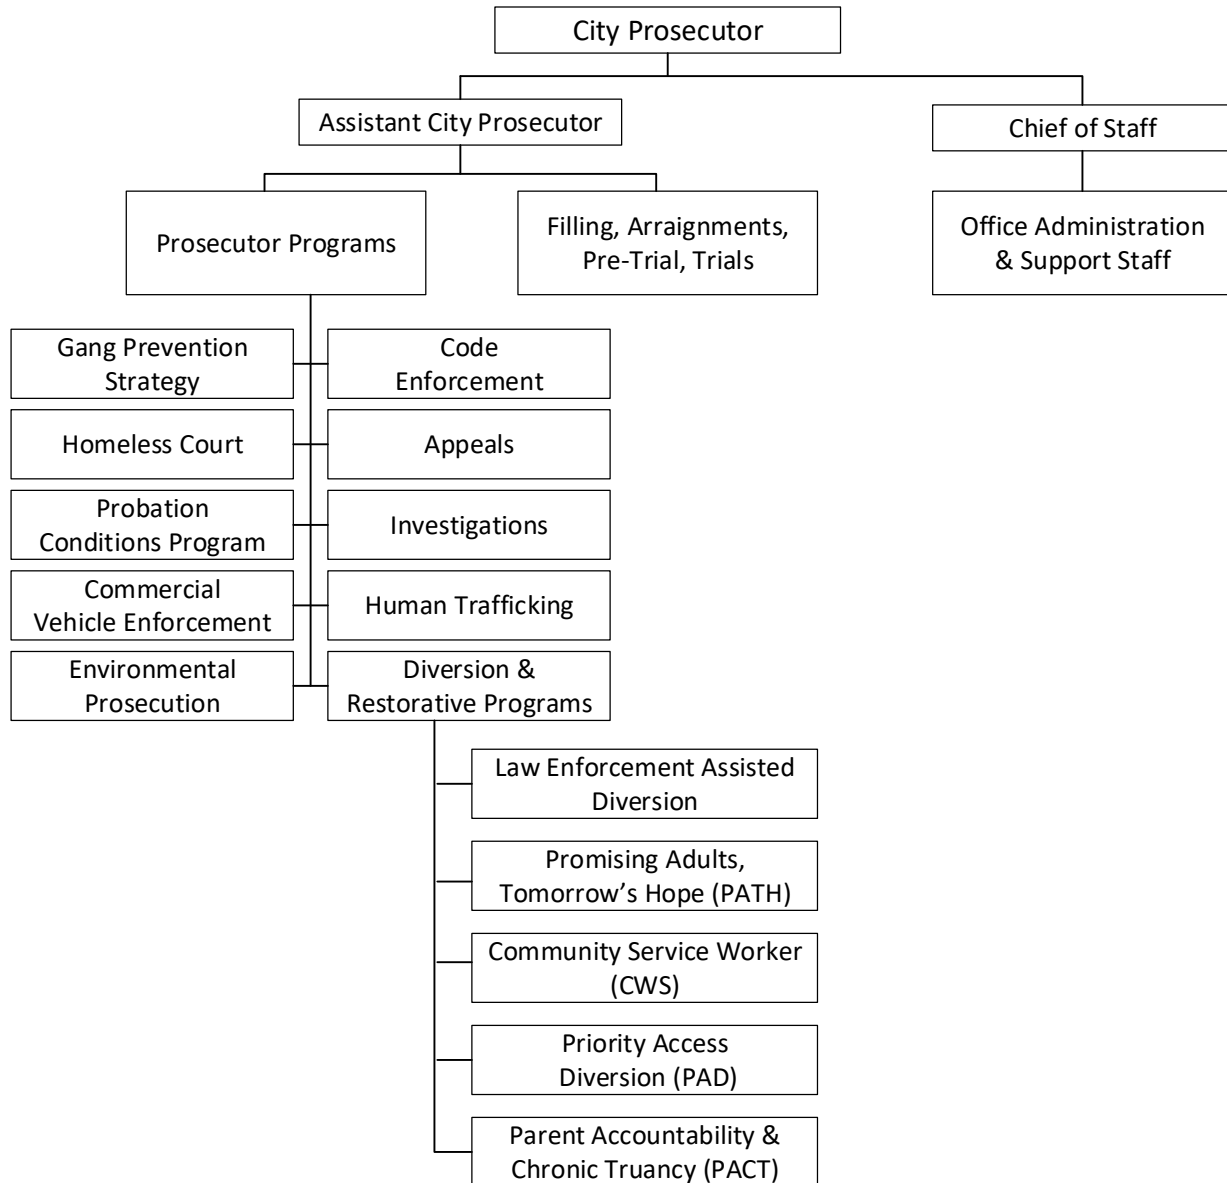 City Prosecutor
Assistant City Prosecutor
Chief of Staff
Prosecutor Programs
Filling, Arraignments,
Pre-Trial, Trials
Office Administration
& Support Staff
Gang Prevention
Strategy
Code
Enforcement
Homeless Court
Appeals
Probation
Conditions Program
Investigations
Commercial
Vehicle Enforcement
Human Trafficking
Environmental
Prosecution
Diversion &
Restorative Programs
Law Enforcement Assisted
Diversion
Promising Adults,
Tomorrow’s Hope (PATH)
Community Service Worker
(CWS)
Priority Access
Diversion (PAD)
Parent Accountability &
Chronic Truancy (PACT)